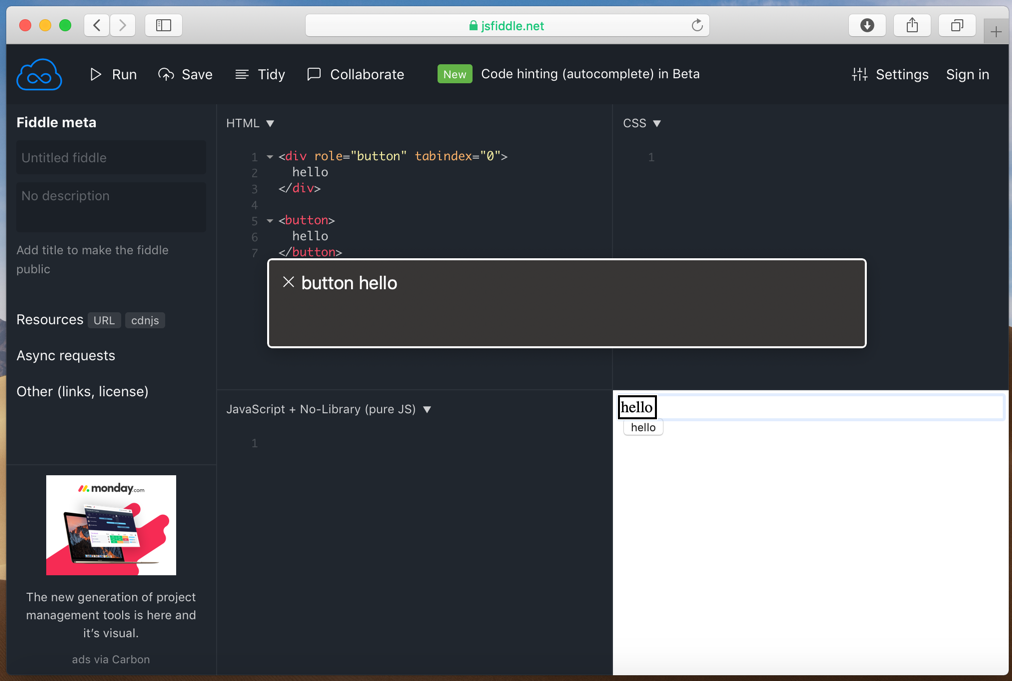 jsfiddle.net
Run
Save
Tidy
Collaborate
New
Code hinting (autocomplete) in Beta
Settings
Sign in
Fiddle meta
Untitled fiddle
No description
Add title to make the fiddle
public
Resources URL cdnjs
Async requests
Other (links, license)
monday.com
The new generation of project
management tools is here and
it's visual.
ads via Carbon
HTML ▼
1 <div role="button" tabindex="0">
2 hello
3 </div>
4
5 <button>
6 hello
7 </button>
CSS ▼
1
× button hello
JavaScript + No-Library (pure JS) ▼
1
hello
hello